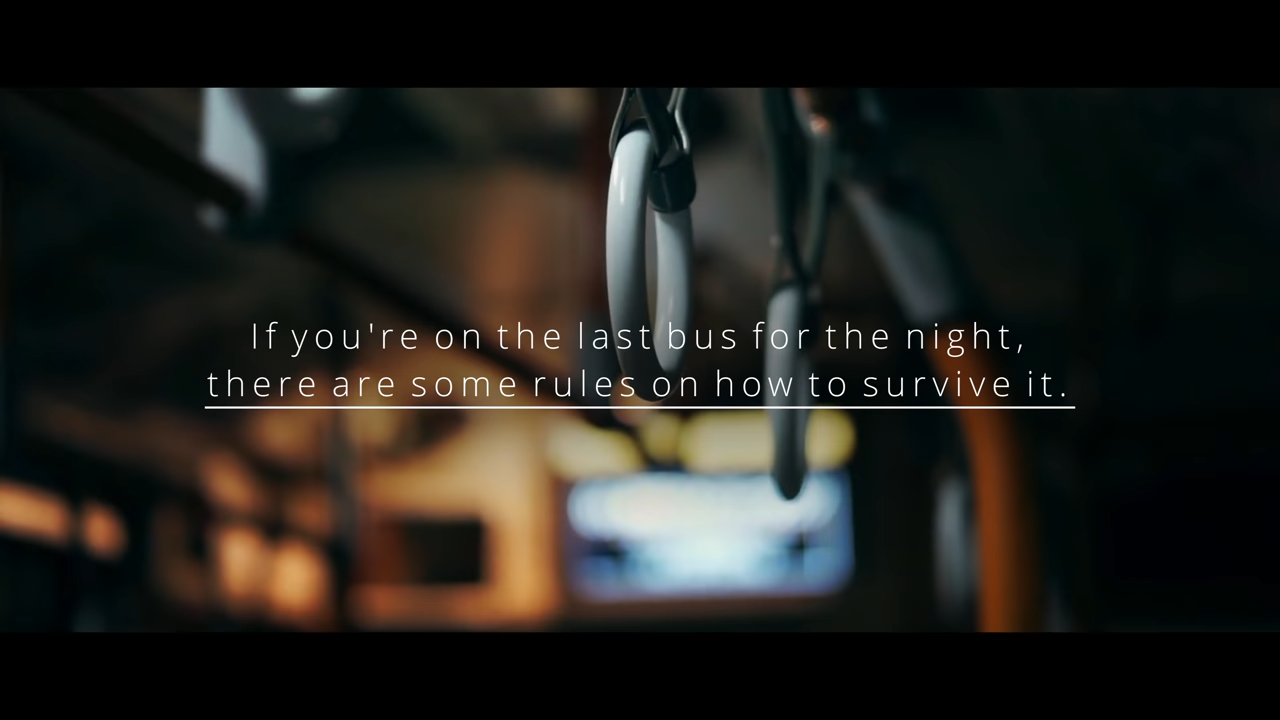 If you're on the last bus for the night,
there are some rules on how to survive it.